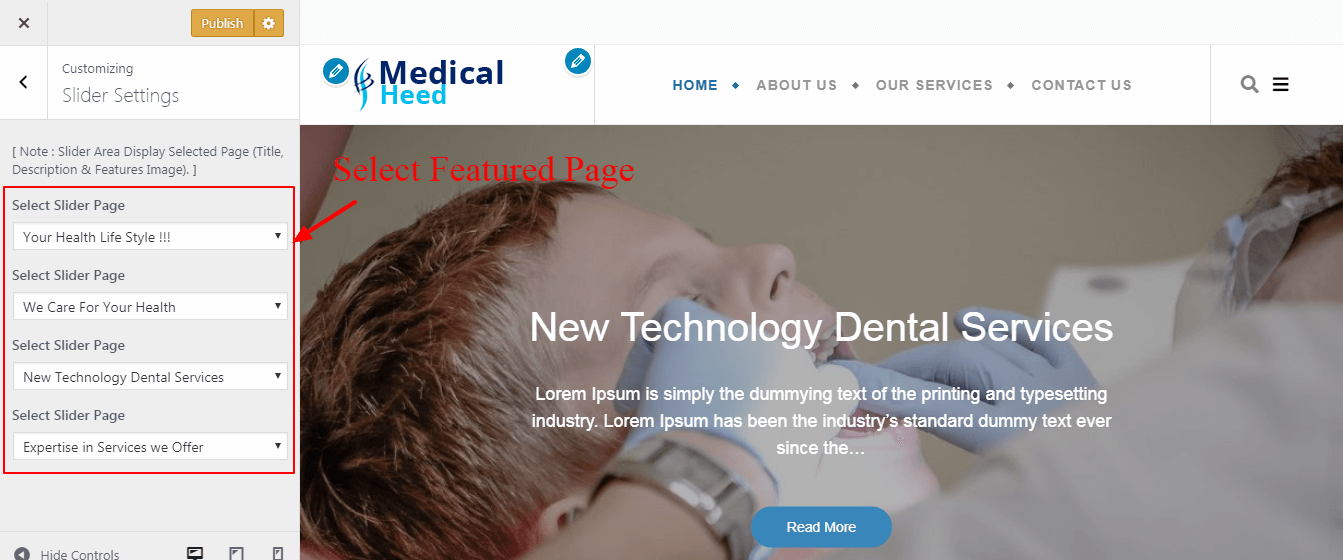 Publish
Customizing
Slider Settings
[ Note : Slider Area Display Selected Page (Title,
Description & Features Image). ]
Select Slider Page
Your Health Life Style !!!
Select Slider Page
We Care For Your Health
Select Slider Page
New Technology Dental Services
Select Slider Page
Expertise in Services we Offer
Hide Controls
Medical
Heed
HOME
ABOUT US
OUR SERVICES
CONTACT US
Select Featured Page
New Technology Dental Services
Lorem Ipsum is simply the dummying text of the printing and typesetting
industry. Lorem Ipsum has been the industry’s standard dummy text ever
since the…
Read More